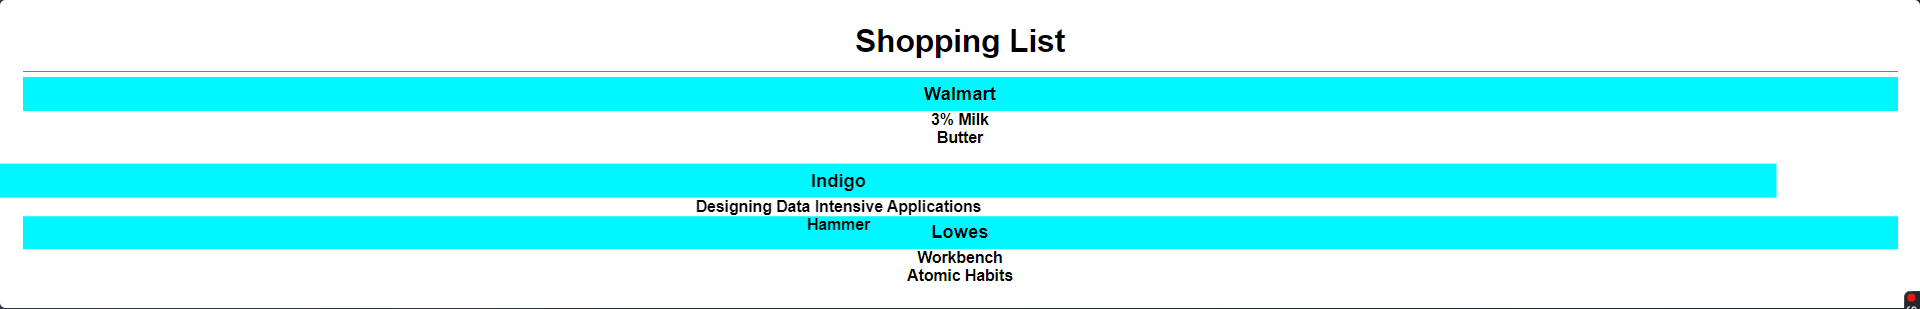 Shopping List
Walmart
3% Milk
Butter
Indigo
Designing Data Intensive Applications
Hammer
Lowes
Workbench
Atomic Habits